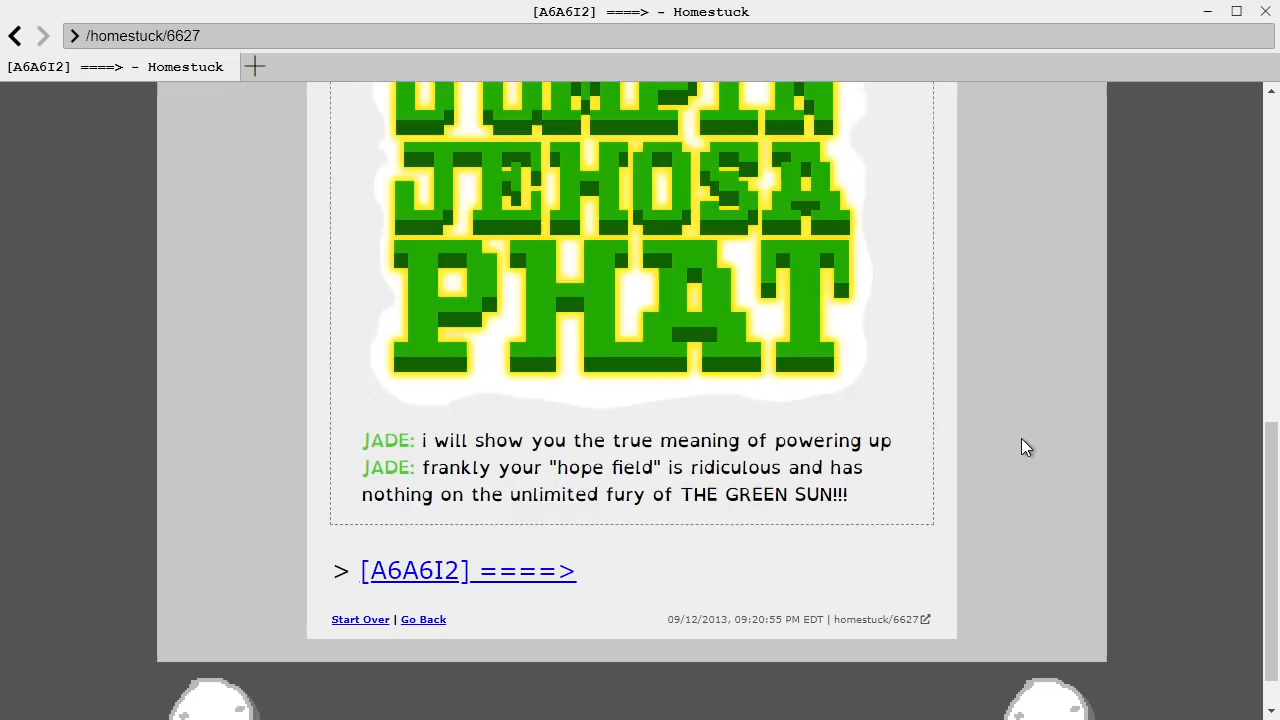 [A6A6I2] ====> - Homestuck
/homestuck/6627
[A6A6I2] ====> - Homestuck
JEHOSA
PHAT
JADE: i will show you the true meaning of powering up
JADE: frankly your "hope field" is ridiculous and has
nothing on the unlimited fury of THE GREEN SUN!!!
> [A6A6I2] ====>
Start Over | Go Back
09/12/2013, 09:20:55 PM EDT | homestuck/6627